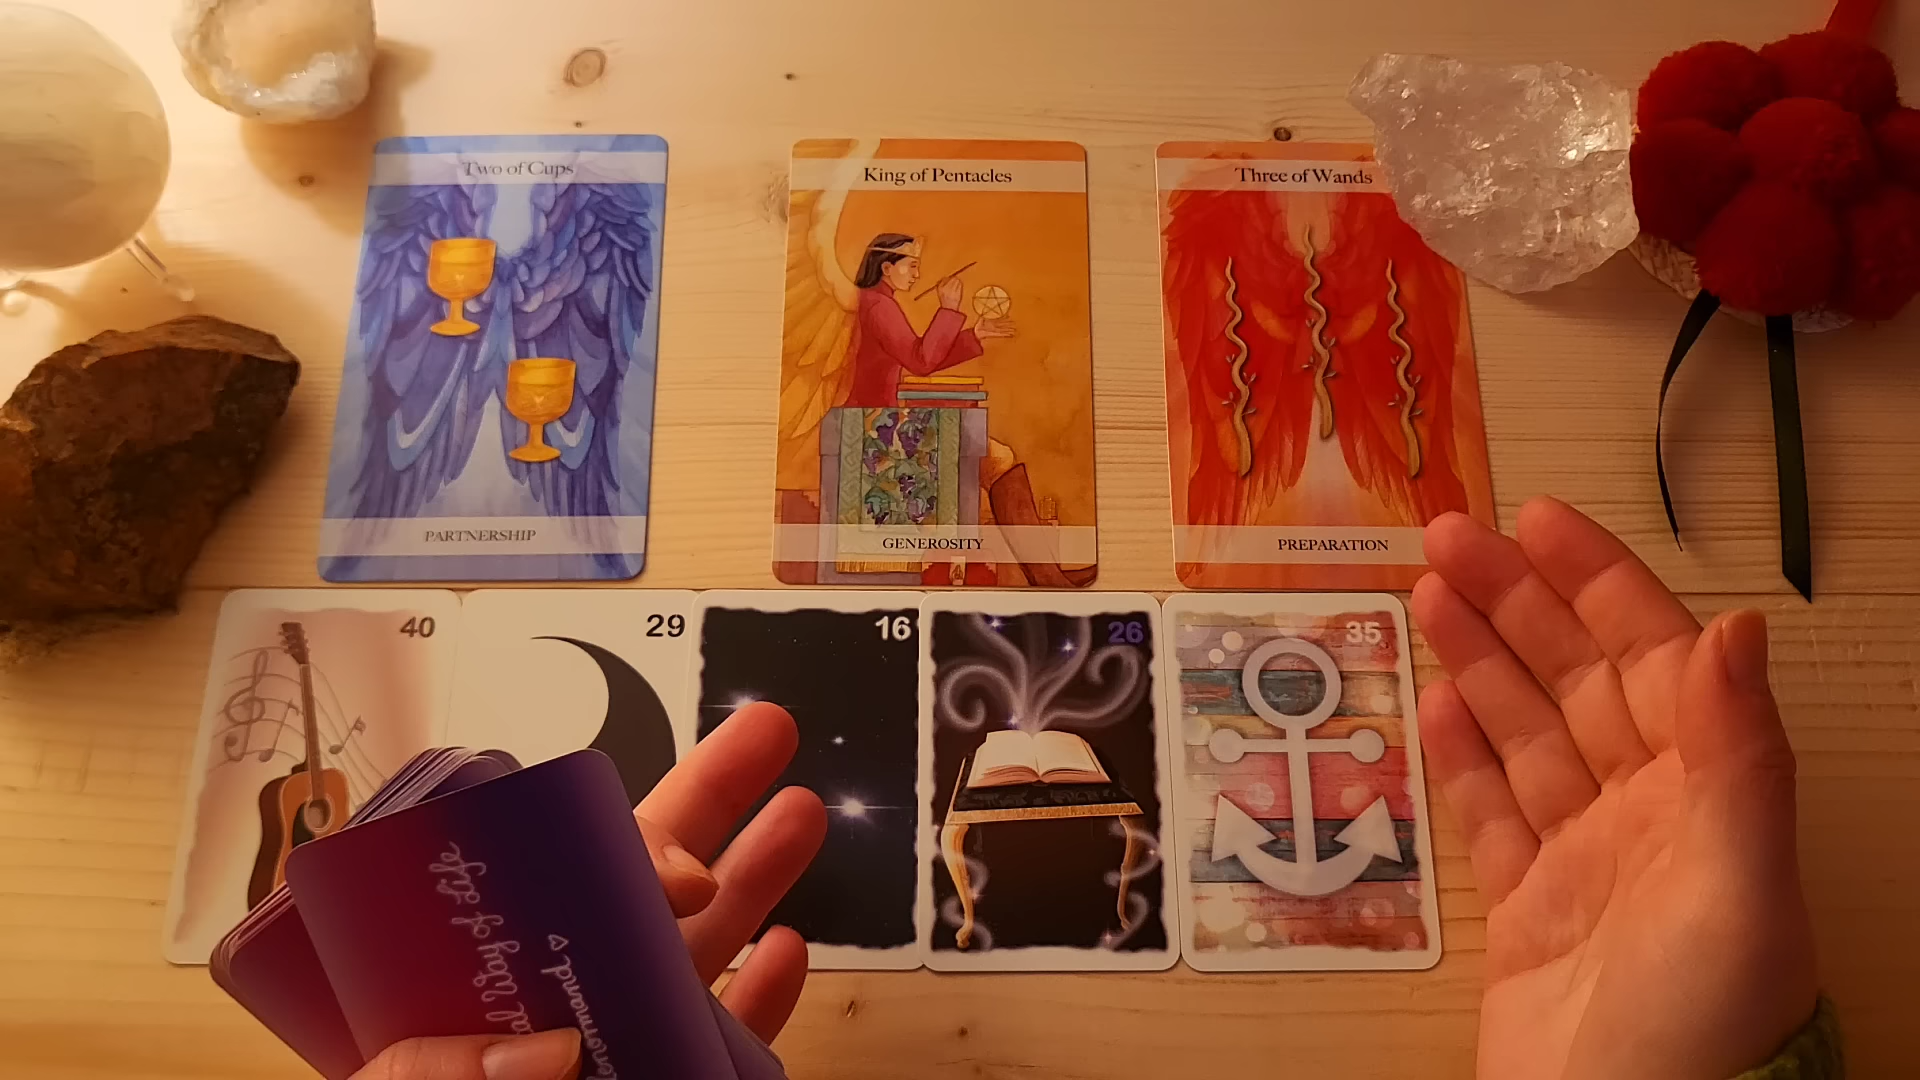 Two of Cups
PARTNERSHIP
King of Pentacles
GENEROSITY
Three of Wands
PREPARATION
40
29
16
26
35
Way of Life